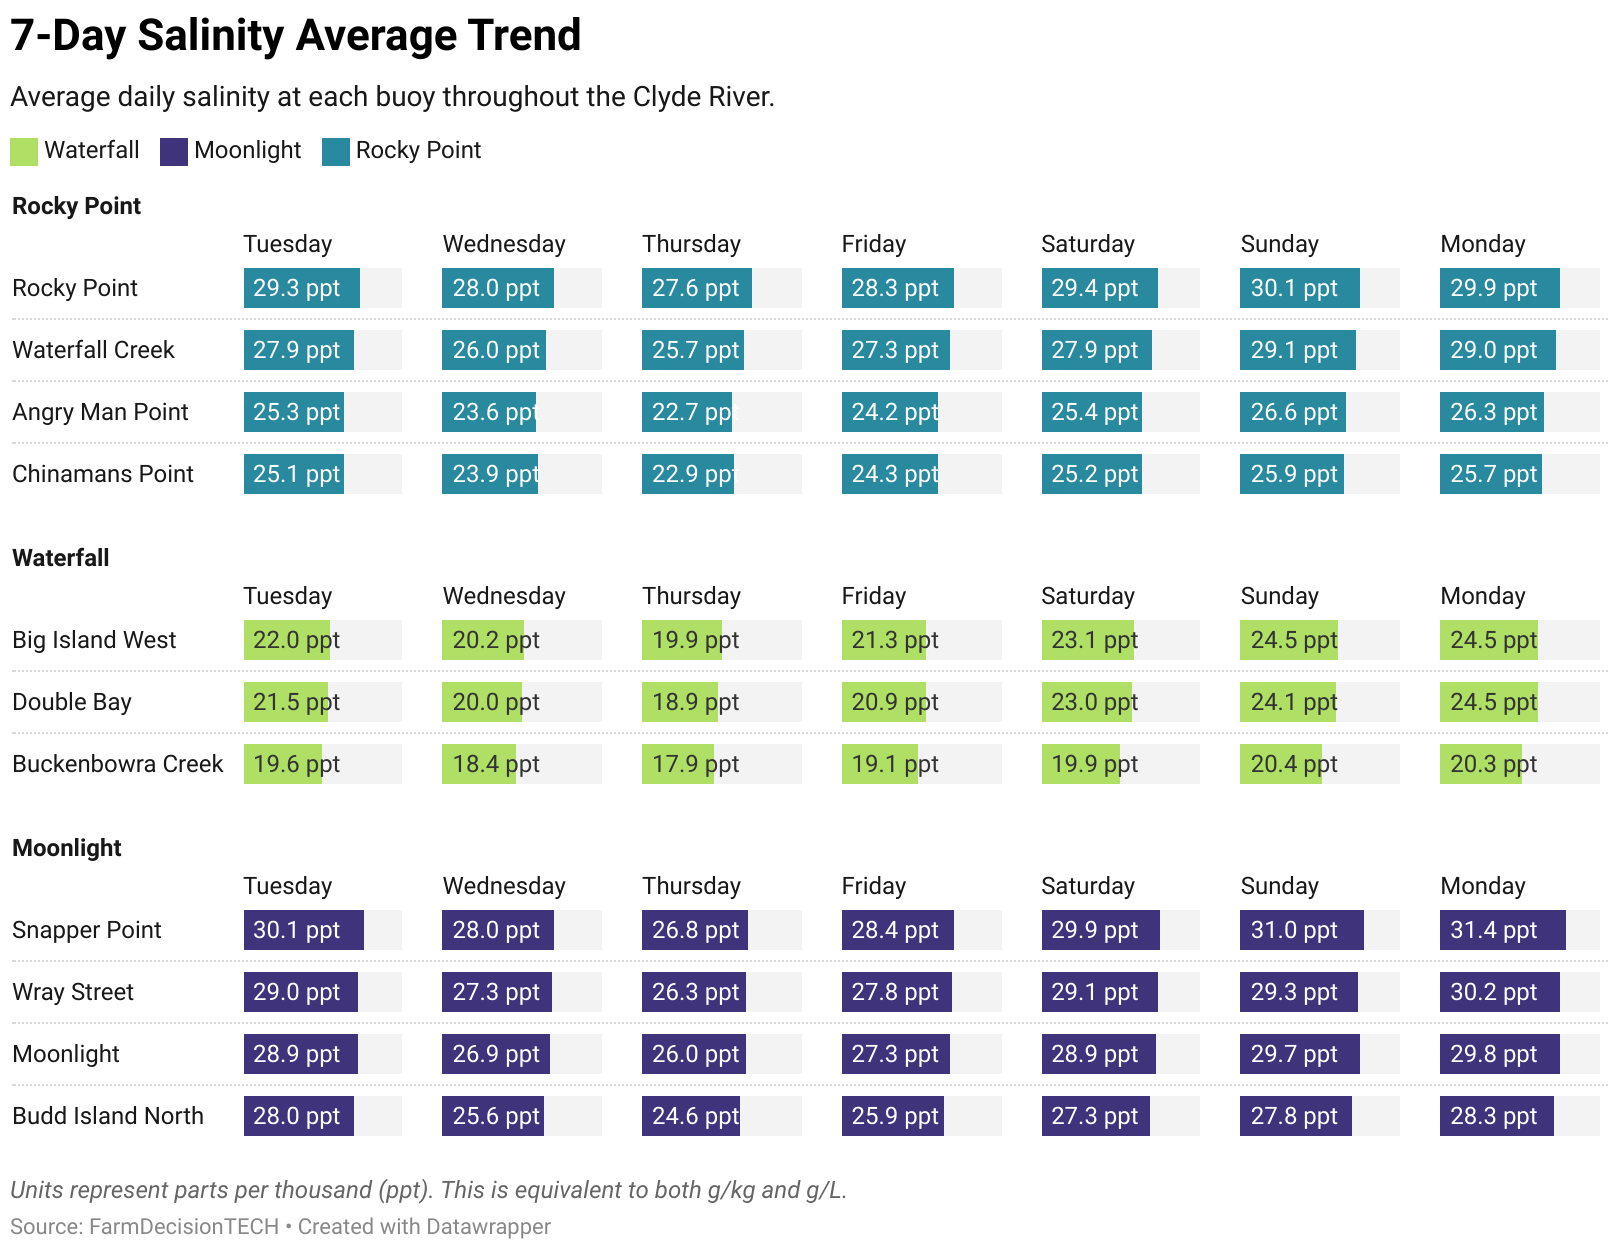 7-Day Salinity Average Trend
Average daily salinity at each buoy throughout the Clyde River.
Waterfall Moonlight Rocky Point
Rocky Point
Tuesday Wednesday Thursday Friday Saturday Sunday Monday
Rocky Point 29.3 ppt 28.0 ppt 27.6 ppt 28.3 ppt 29.4 ppt 30.1 ppt 29.9 ppt
Waterfall Creek 27.9 ppt 26.0 ppt 25.7 ppt 27.3 ppt 27.9 ppt 29.1 ppt 29.0 ppt
Angry Man Point 25.3 ppt 23.6 ppt 22.7 ppt 24.2 ppt 25.4 ppt 26.6 ppt 26.3 ppt
Chinamans Point 25.1 ppt 23.9 ppt 22.9 ppt 24.3 ppt 25.2 ppt 25.9 ppt 25.7 ppt
Waterfall
Tuesday Wednesday Thursday Friday Saturday Sunday Monday
Big Island West 22.0 ppt 20.2 ppt 19.9 ppt 21.3 ppt 23.1 ppt 24.5 ppt 24.5 ppt
Double Bay 21.5 ppt 20.0 ppt 18.9 ppt 20.9 ppt 23.0 ppt 24.1 ppt 24.5 ppt
Buckenbowra Creek 19.6 ppt 18.4 ppt 17.9 ppt 19.1 ppt 19.9 ppt 20.4 ppt 20.3 ppt
Moonlight
Tuesday Wednesday Thursday Friday Saturday Sunday Monday
Snapper Point 30.1 ppt 28.0 ppt 26.8 ppt 28.4 ppt 29.9 ppt 31.0 ppt 31.4 ppt
Wray Street 29.0 ppt 27.3 ppt 26.3 ppt 27.8 ppt 29.1 ppt 29.3 ppt 30.2 ppt
Moonlight 28.9 ppt 26.9 ppt 26.0 ppt 27.3 ppt 28.9 ppt 29.7 ppt 29.8 ppt
Budd Island North 28.0 ppt 25.6 ppt 24.6 ppt 25.9 ppt 27.3 ppt 27.8 ppt 28.3 ppt
Units represent parts per thousand (ppt). This is equivalent to both g/kg and g/L.
Source: FarmDecisionTECH • Created with Datawrapper